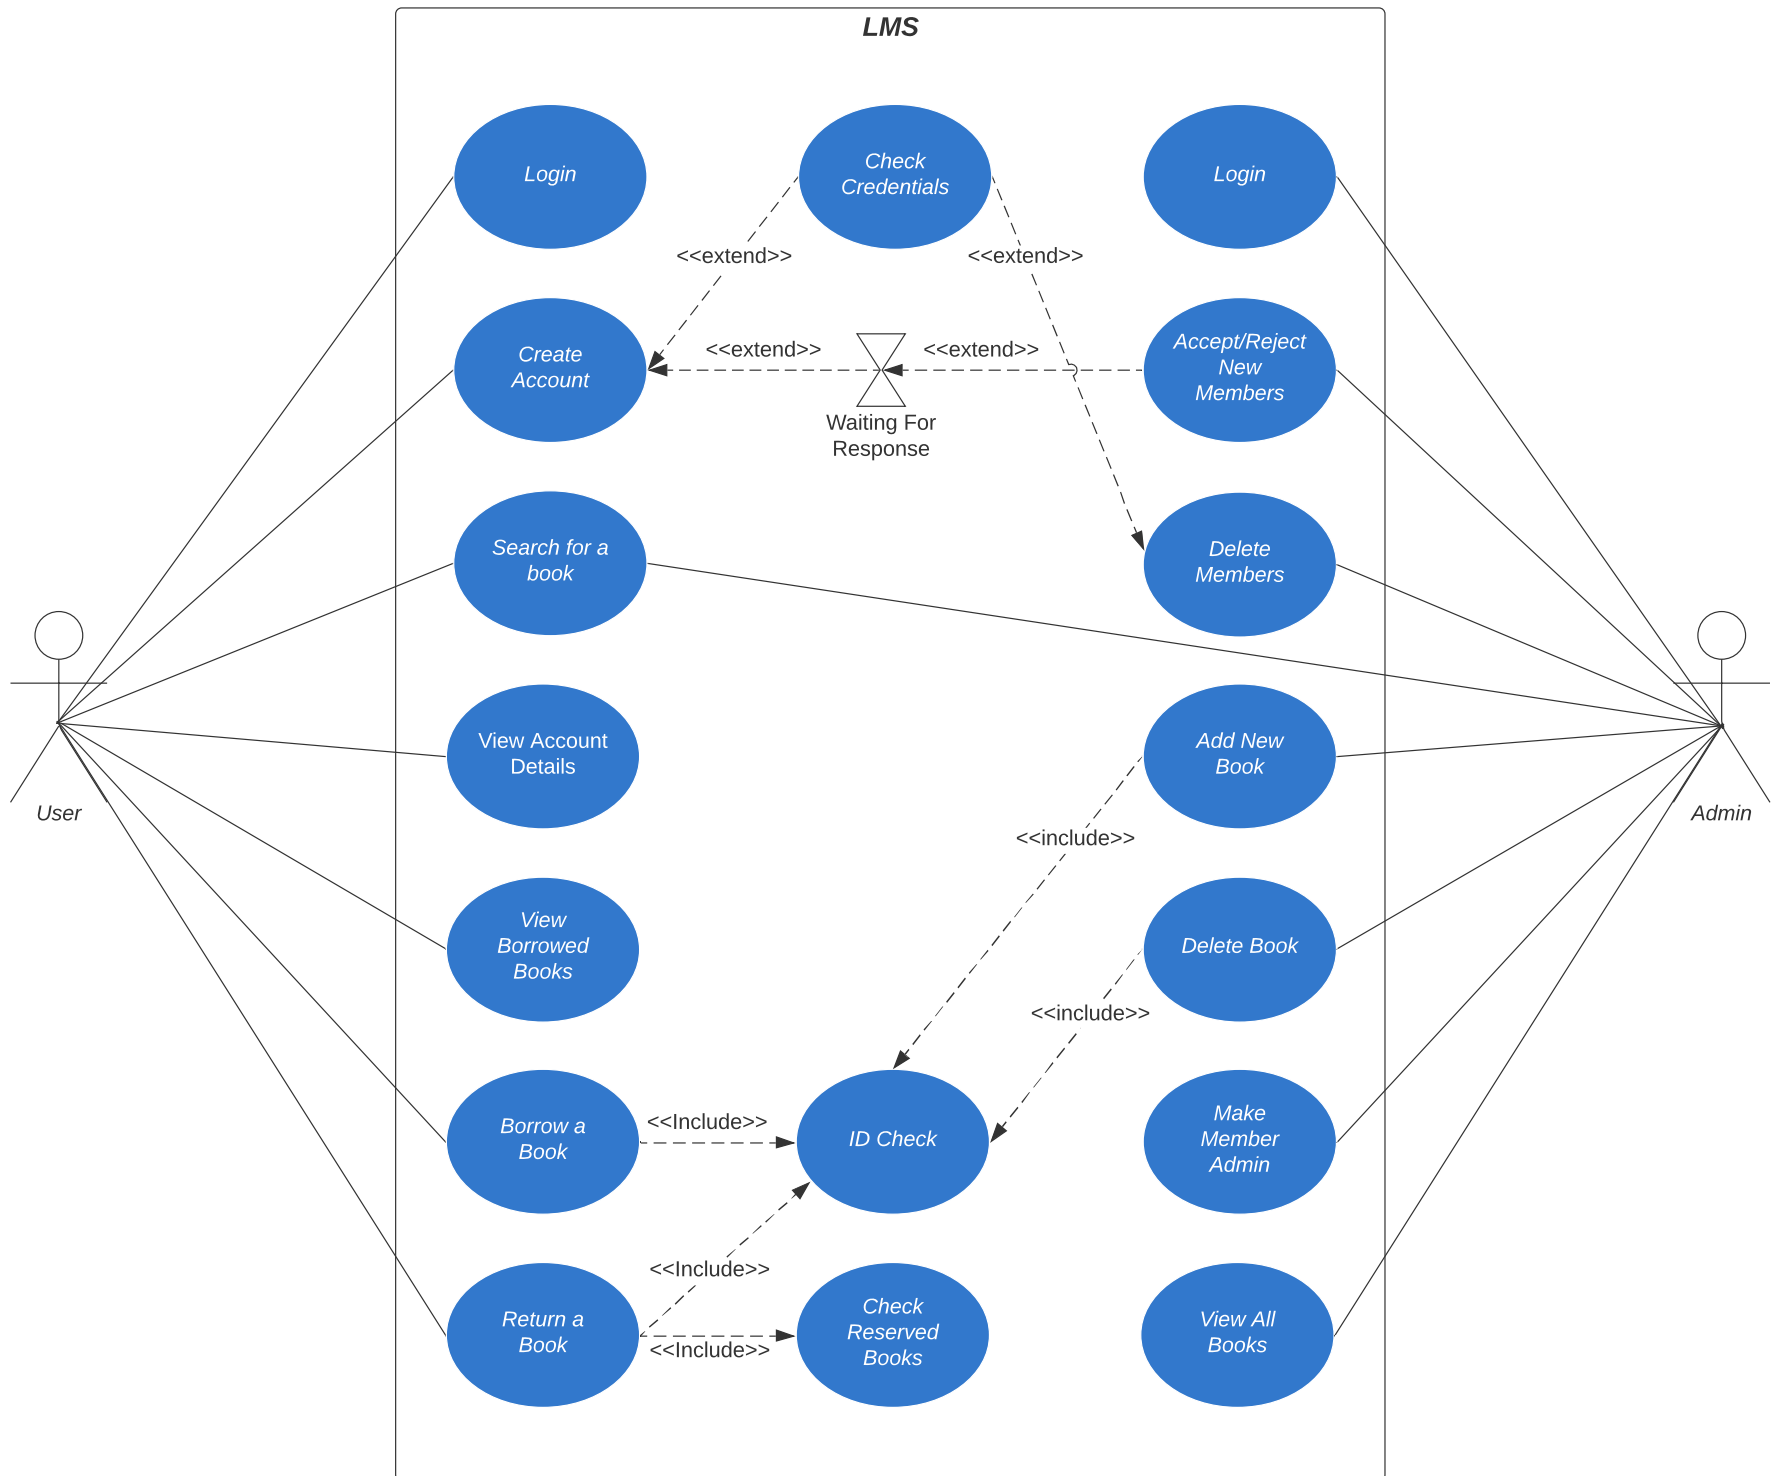 LMS
Login
Check
Credentials
Login
<<extend>>
<<extend>>
Create
Account
<<extend>>
<<extend>>
Waiting For
Response
Accept/Reject
New
Members
Search for a
book
Delete
Members
View Account
Details
Add New
Book
User
Admin
<<include>>
View
Borrowed
Books
Delete Book
<<include>>
Borrow a
Book
<<Include>>
ID Check
Make
Member
Admin
<<Include>>
Return a
Book
<<Include>>
Check
Reserved
Books
View All
Books